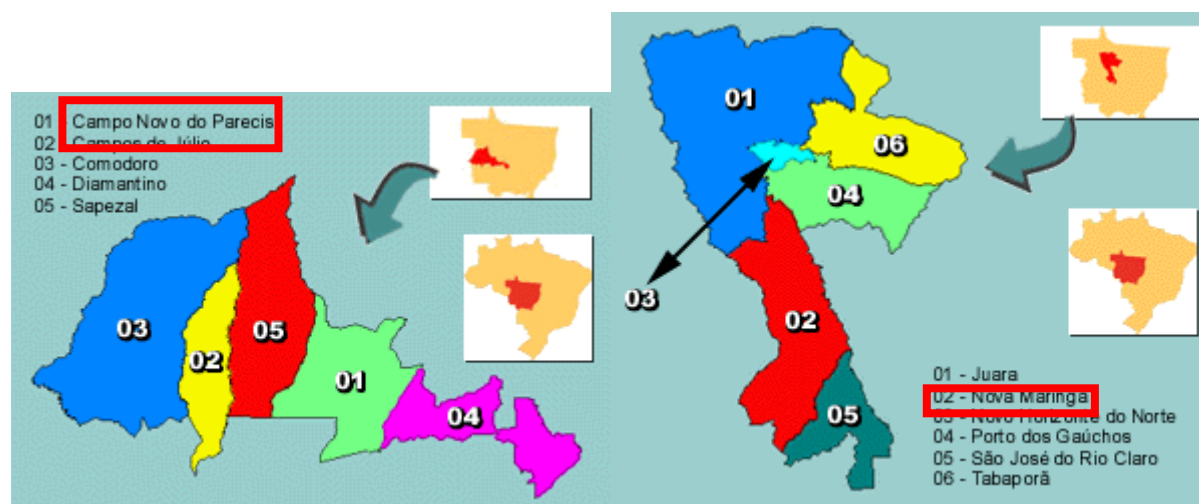 01 - Campo Novo do Parecis
02 - Campos de Júlio
03 - Comodoro
04 - Diamantino
05 - Sapezal
03
02
05
01
04
01
06
04
03
02
05
01 - Juara
02 - Nova Maringá
03 - Novo Horizonte do Norte
04 - Porto dos Gaúchos
05 - São José do Rio Claro
06 - Tabaporã